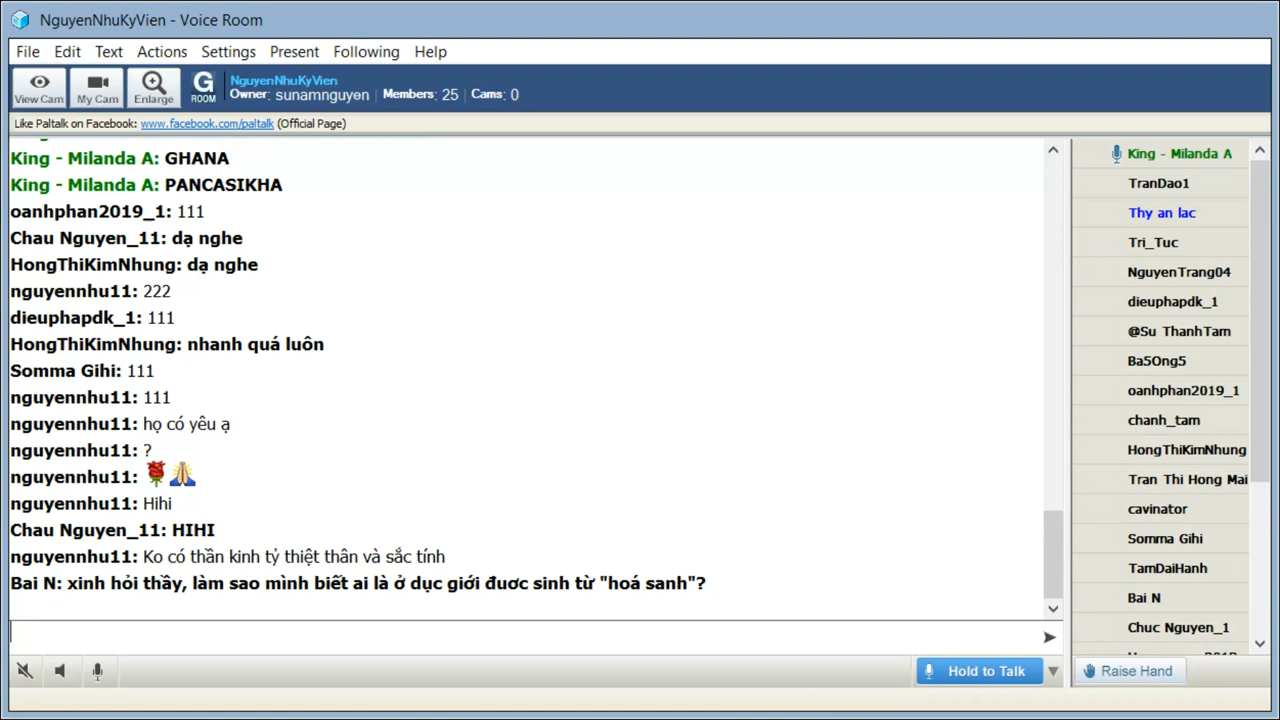 NguyenNhuKyVien - Voice Room
File Edit Text Actions Settings Present Following Help
View Cam
My Cam
Enlarge
G ROOM
NguyenNhuKyVien
Owner: sunamnguyen | Members: 25 | Cams: 0
Like Paltalk on Facebook: www.facebook.com/paltalk (Official Page)
King - Milanda A: GHANA
King - Milanda A: PANCASIKHA
oanhphan2019_1: 111
Chau Nguyen_11: dạ nghe
HongThiKimNhung: dạ nghe
nguyennhu11: 222
dieuphapdk_1: 111
HongThiKimNhung: nhanh quá luôn
Somma Gihi: 111
nguyennhu11: 111
nguyennhu11: họ có yêu ạ
nguyennhu11: ?
nguyennhu11: 🌹🙏
nguyennhu11: Hihi
Chau Nguyen_11: HIHI
nguyennhu11: Ko có thần kinh tỷ thiệt thân và sắc tính
Bai N: xinh hỏi thầy, làm sao mình biết ai là ở dục giới đuơc sinh từ "hoá sanh"?
King - Milanda A
TranDao1
Thy an lac
Tri_Tuc
NguyenTrang04
dieuphapdk_1
@Su ThanhTam
Ba5Ong5
oanhphan2019_1
chanh_tam
HongThiKimNhung
Tran Thi Hong Mai
cavinator
Somma Gihi
TamDaiHanh
Bai N
Chuc Nguyen_1
Hold to Talk
Raise Hand